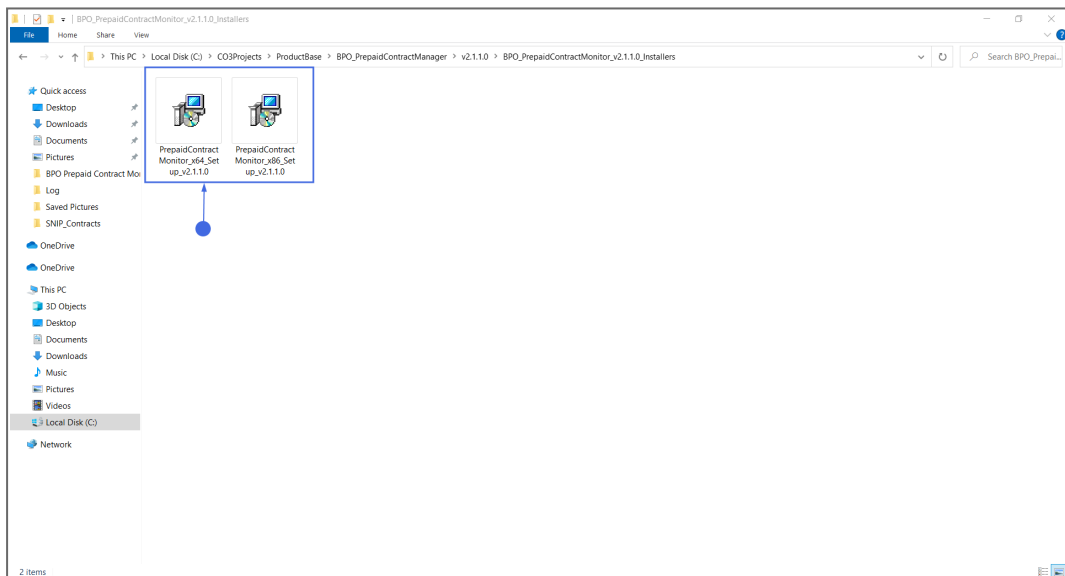 BPO_PrepaidContractMonitor_v2.1.1.0_Installers
File Home Share View
This PC > Local Disk (C:) > CO3Projects > ProductBase > BPO_PrepaidContractManager > v2.1.1.0 > BPO_PrepaidContractMonitor_v2.1.1.0_Installers
Search BPO_Prepai...
Quick access
Desktop
Downloads
Documents
Pictures
BPO Prepaid Contract Mo
Log
Saved Pictures
SNIP_Contracts
OneDrive
OneDrive
This PC
3D Objects
Desktop
Documents
Downloads
Music
Pictures
Videos
Local Disk (C:)
Network
PrepaidContract
Monitor_x64_Set
up_v2.1.1.0
PrepaidContract
Monitor_x86_Set
up_v2.1.1.0
2 items